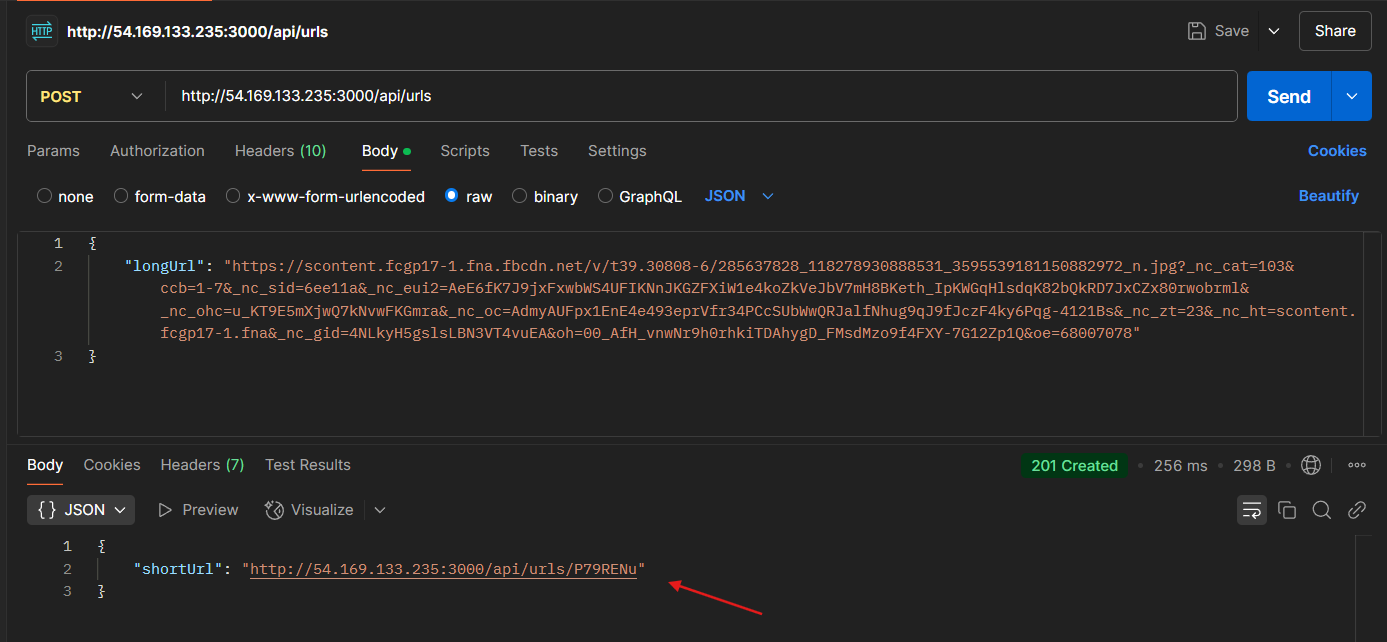 HTTP http://54.169.133.235:3000/api/urls Save Share
POST http://54.169.133.235:3000/api/urls Send
Params Authorization Headers (10) Body Scripts Tests Settings Cookies
none form-data x-www-form-urlencoded raw binary GraphQL JSON Beautify
1 {
2 "longUrl": "https://scontent.fcgp17-1.fna.fbcdn.net/v/t39.30808-6/285637828_118278930888531_3595539181150882972_n.jpg?_nc_cat=103&
ccb=1-7&_nc_sid=6ee11a&_nc_eui2=AeE6fK7J9jxFxwbWS4UFIKNnJKGZFXiW1e4koZkVeJbV7mH8BKeth_IpKWGqHlsdqK82bQkRD7JxCZx80rwobrml&
_nc_ohc=u_KT9E5mXjwQ7kNvwFKGmra&_nc_oc=AdmyAUFpx1EnE4e493eprVfr34PCcSUbWwQRJalfNhug9qJ9fJczF4ky6Pqg-4121Bs&_nc_zt=23&_nc_ht=scontent.
fcgp17-1.fna&_nc_gid=4NLkyH5gslsLBN3VT4vuEA&oh=00_AfH_vnwNr9h0rhkiTDAhygD_FMsdMzo9f4FXY-7G12Zp1Q&oe=68007078"
3 }
Body Cookies Headers (7) Test Results 201 Created 256 ms 298 B
{} JSON Preview Visualize
1 {
2 "shortUrl": "http://54.169.133.235:3000/api/urls/P79RENu"
3 }